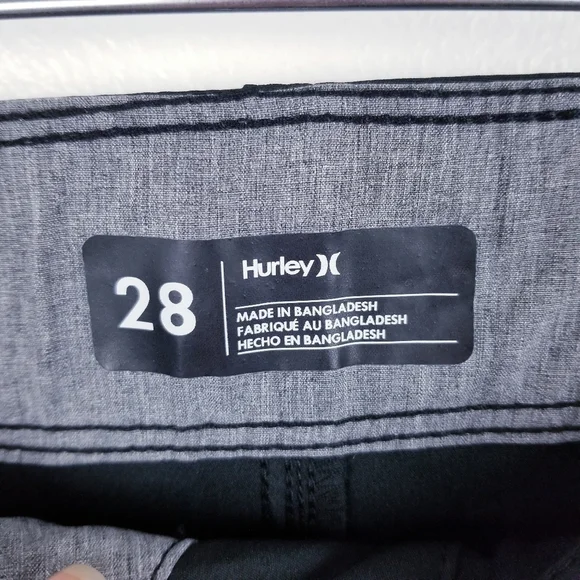 28
Hurley
MADE IN BANGLADESH
FABRIQUÉ AU BANGLADESH
HECHO EN BANGLADESH